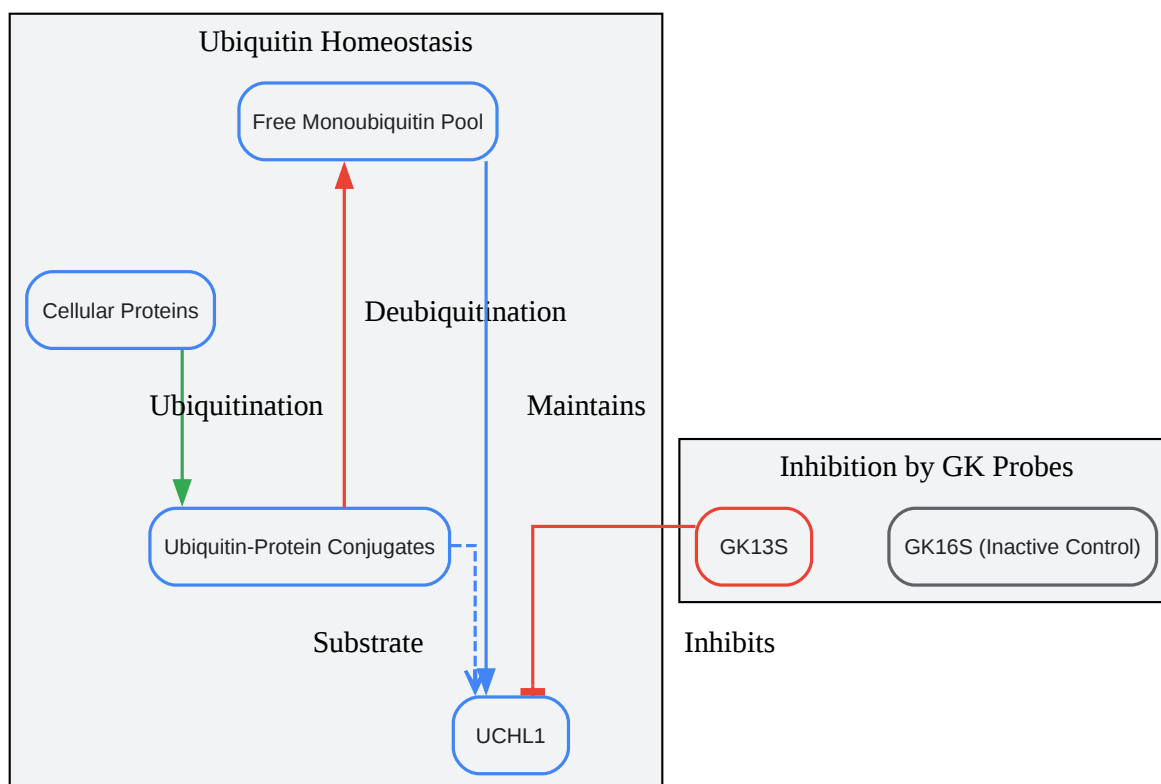 Ubiquitin Homeostasis
Free Monoubiquitin Pool
Cellular Proteins
Deubiquitination
Ubiquitination
Maintains
Inhibition by GK Probes
Ubiquitin-Protein Conjugates
GK13S
GK16S (Inactive Control)
Substrate
Inhibits
UCHL1